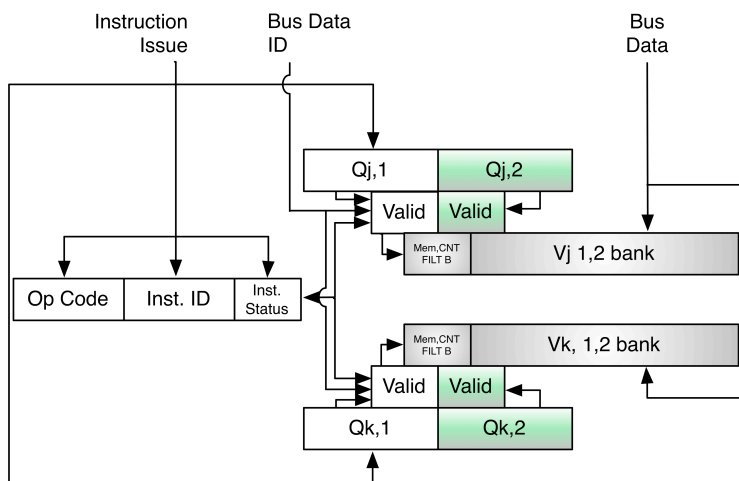 Instruction
Issue
Bus Data
ID
Bus
Data
Qj,1
Qj,2
Valid
Valid
Mem,CNT
FILT B
Vj 1,2 bank
Op Code
Inst. ID
Inst.
Status
Mem,CNT
FILT B
Vk, 1,2 bank
Valid
Valid
Qk,1
Qk,2